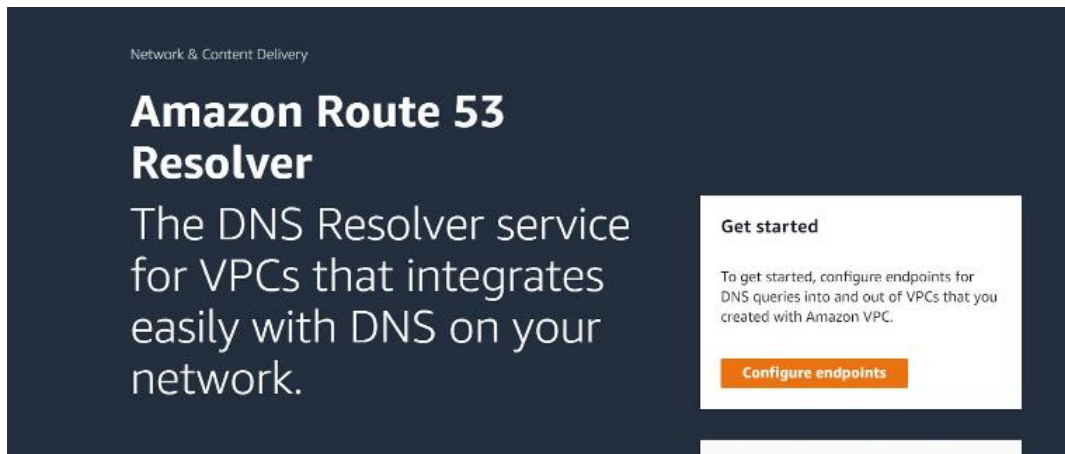 Network & Content Delivery
Amazon Route 53
Resolver
The DNS Resolver service
for VPCs that integrates
easily with DNS on your
network.
Get started
To get started, configure endpoints for
DNS queries into and out of VPCs that you
created with Amazon VPC.
Configure endpoints